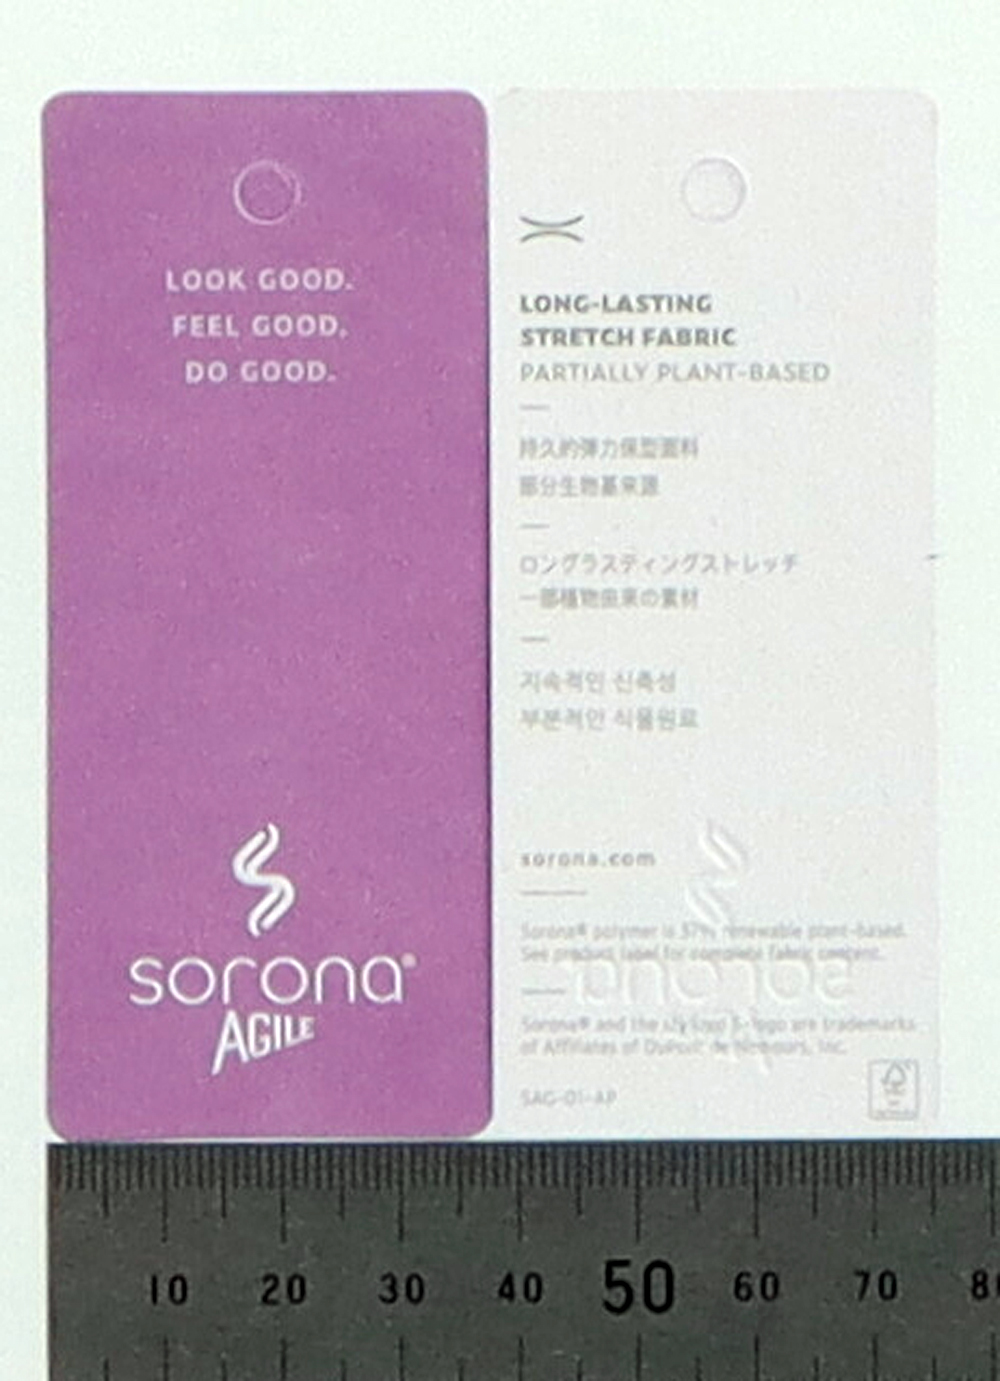 LOOK GOOD.
FEEL GOOD.
DO GOOD.
sorona®
AGILE
LONG-LASTING
STRETCH FABRIC
PARTIALLY PLANT-BASED
持久的弹力保型面料
部分生物基来源
ロングラスティングストレッチ
一部植物由来の素材
지속적인 신축성
부분적인 식물원료
sorona.com
Sorona® polymer is 37% renewable plant-based.
See product label for complete fabric content.
Sorona® and the logo are trademarks
of Affiliates of DuPont de Nemours, Inc.
SAG-01-AP
10 20 30 40 50 60 70 80